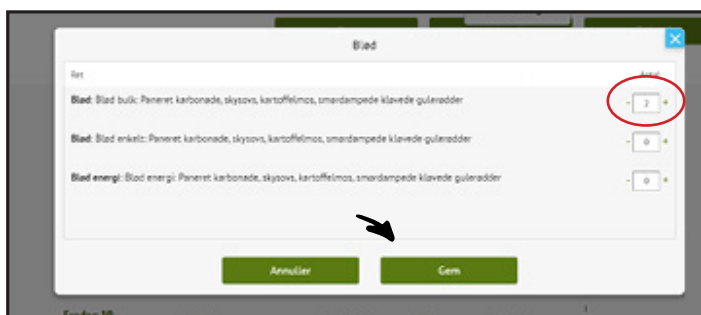 Blød
Ret Antal
Blød: Blød bulk: Paneret karbonade, skysovs, kartoffelmos, smørdampede kløvede gulerødder - 2 +
Blød: Blød enkelt: Paneret karbonade, skysovs, kartoffelmos, smørdampede kløvede gulerødder - 0 +
Blød energi: Blød energi: Paneret karbonade, skysovs, kartoffelmos, smørdampede kløvede gulerødder - 0 +
Annuller Gem